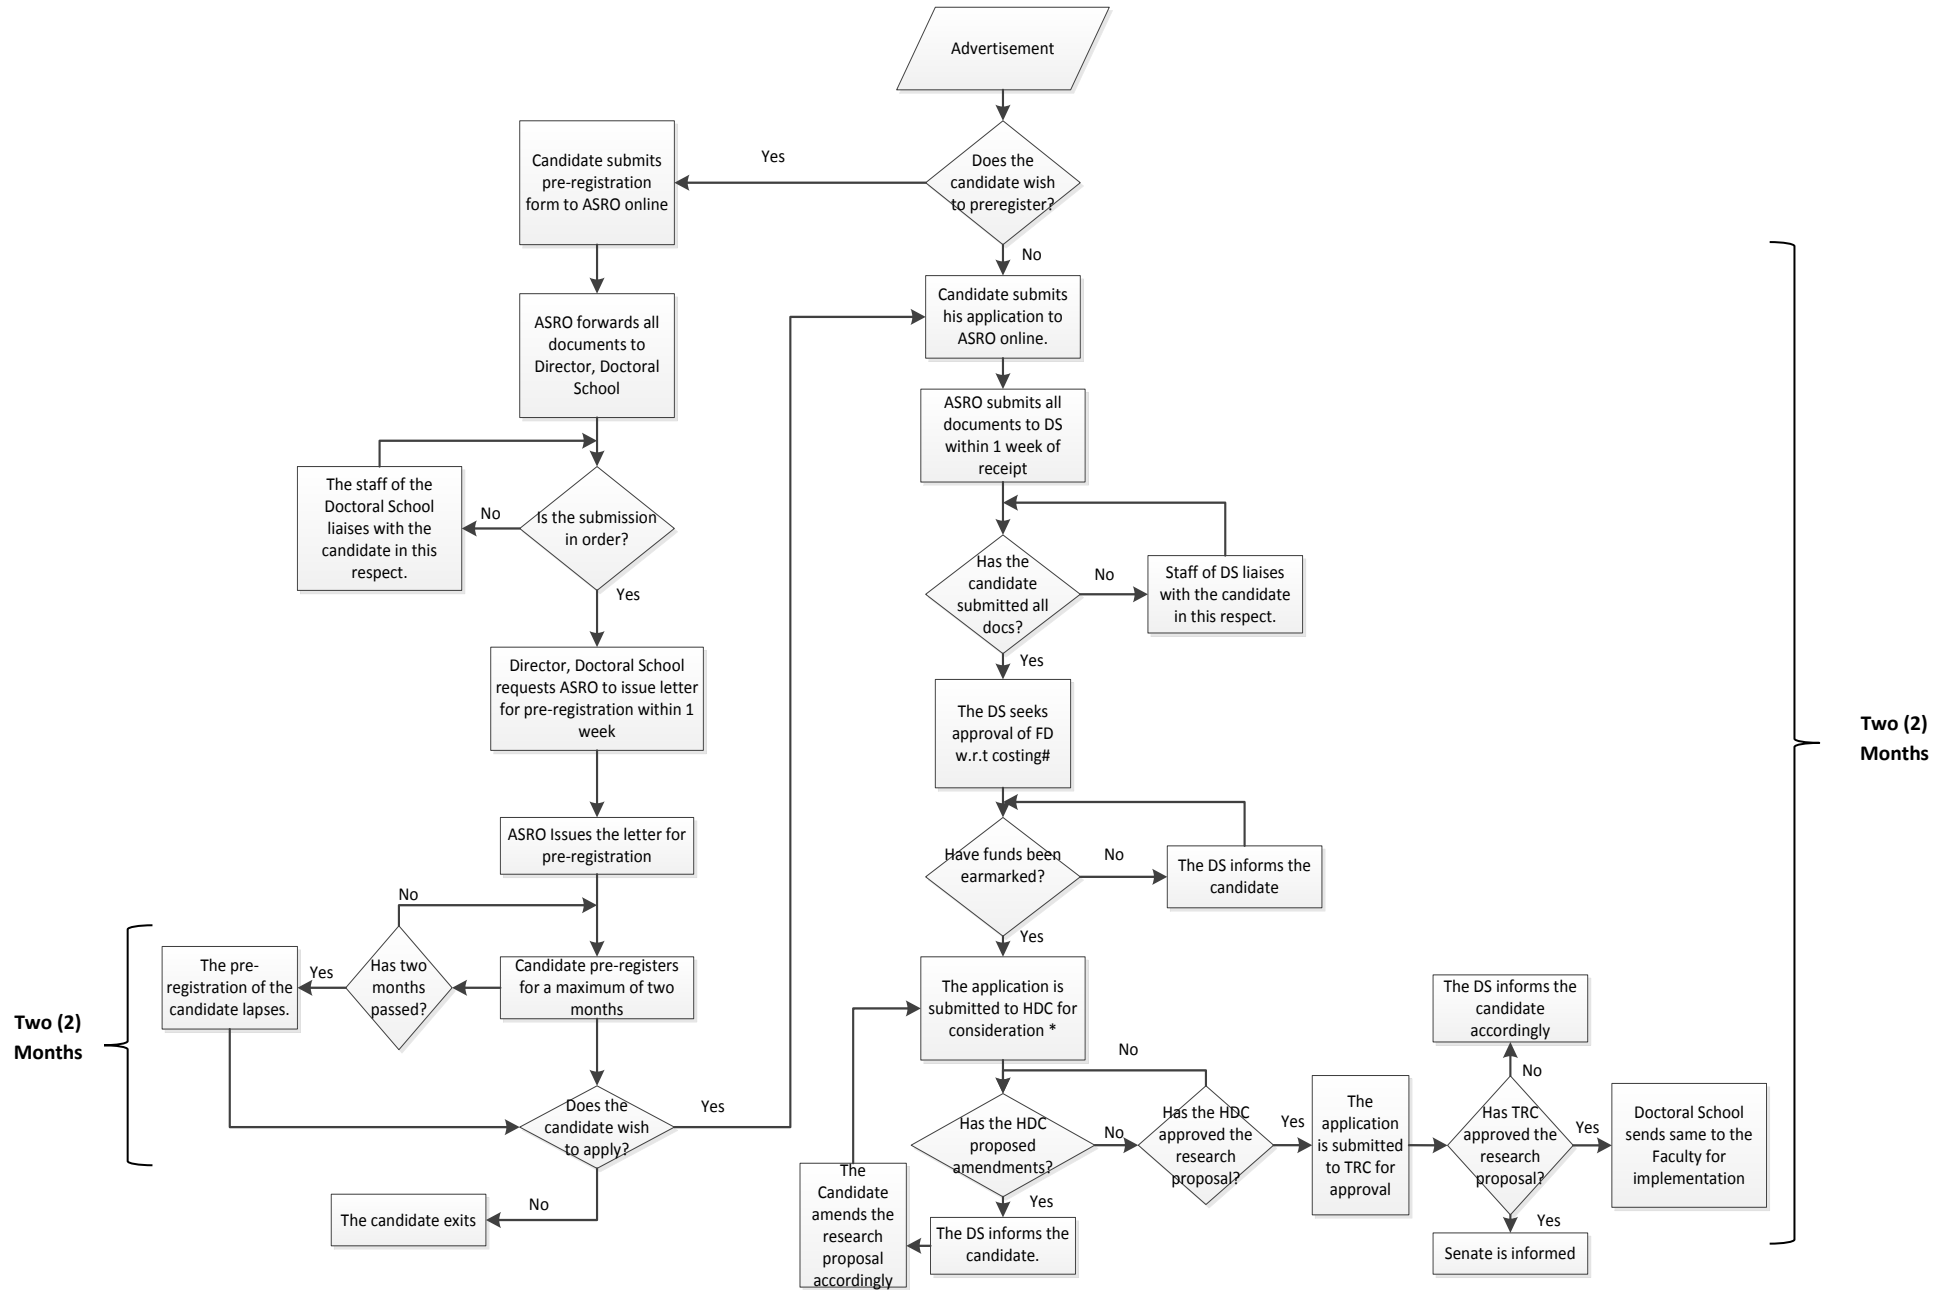 Advertisement
Does the
candidate wish
to preregister?
Yes
No
Candidate submits
pre-registration
form to ASRO online
ASRO forwards all
documents to
Director, Doctoral
School
Is the submission
in order?
No
The staff of the
Doctoral School
liaises with the
candidate in this
respect.
Yes
Director, Doctoral School
requests ASRO to issue letter
for pre-registration within 1
week
ASRO Issues the letter for
pre-registration
Candidate pre-registers
for a maximum of two
months
Has two
months
passed?
No
Yes
The pre-
registration of the
candidate lapses.
Two (2)
Months
Does the
candidate wish
to apply?
Yes
No
The candidate exits
Candidate submits
his application to
ASRO online.
ASRO submits all
documents to DS
within 1 week of
receipt
Has the
candidate
submitted all
docs?
No
Staff of DS liaises
with the candidate
in this respect.
Yes
The DS seeks
approval of FD
w.r.t costing#
Have funds been
earmarked?
No
The DS informs the
candidate
Yes
The application is
submitted to HDC for
consideration *
Has the HDC
proposed
amendments?
Yes
The DS informs the
candidate.
The
Candidate
amends the
research
proposal
accordingly
No
Has the HDC
approved the
research
proposal?
No
Yes
The
application
is submitted
to TRC for
approval
Has TRC
approved the
research
proposal?
No
The DS informs the
candidate
accordingly
Yes
Doctoral School
sends same to the
Faculty for
implementation
Yes
Senate is informed
Two (2)
Months